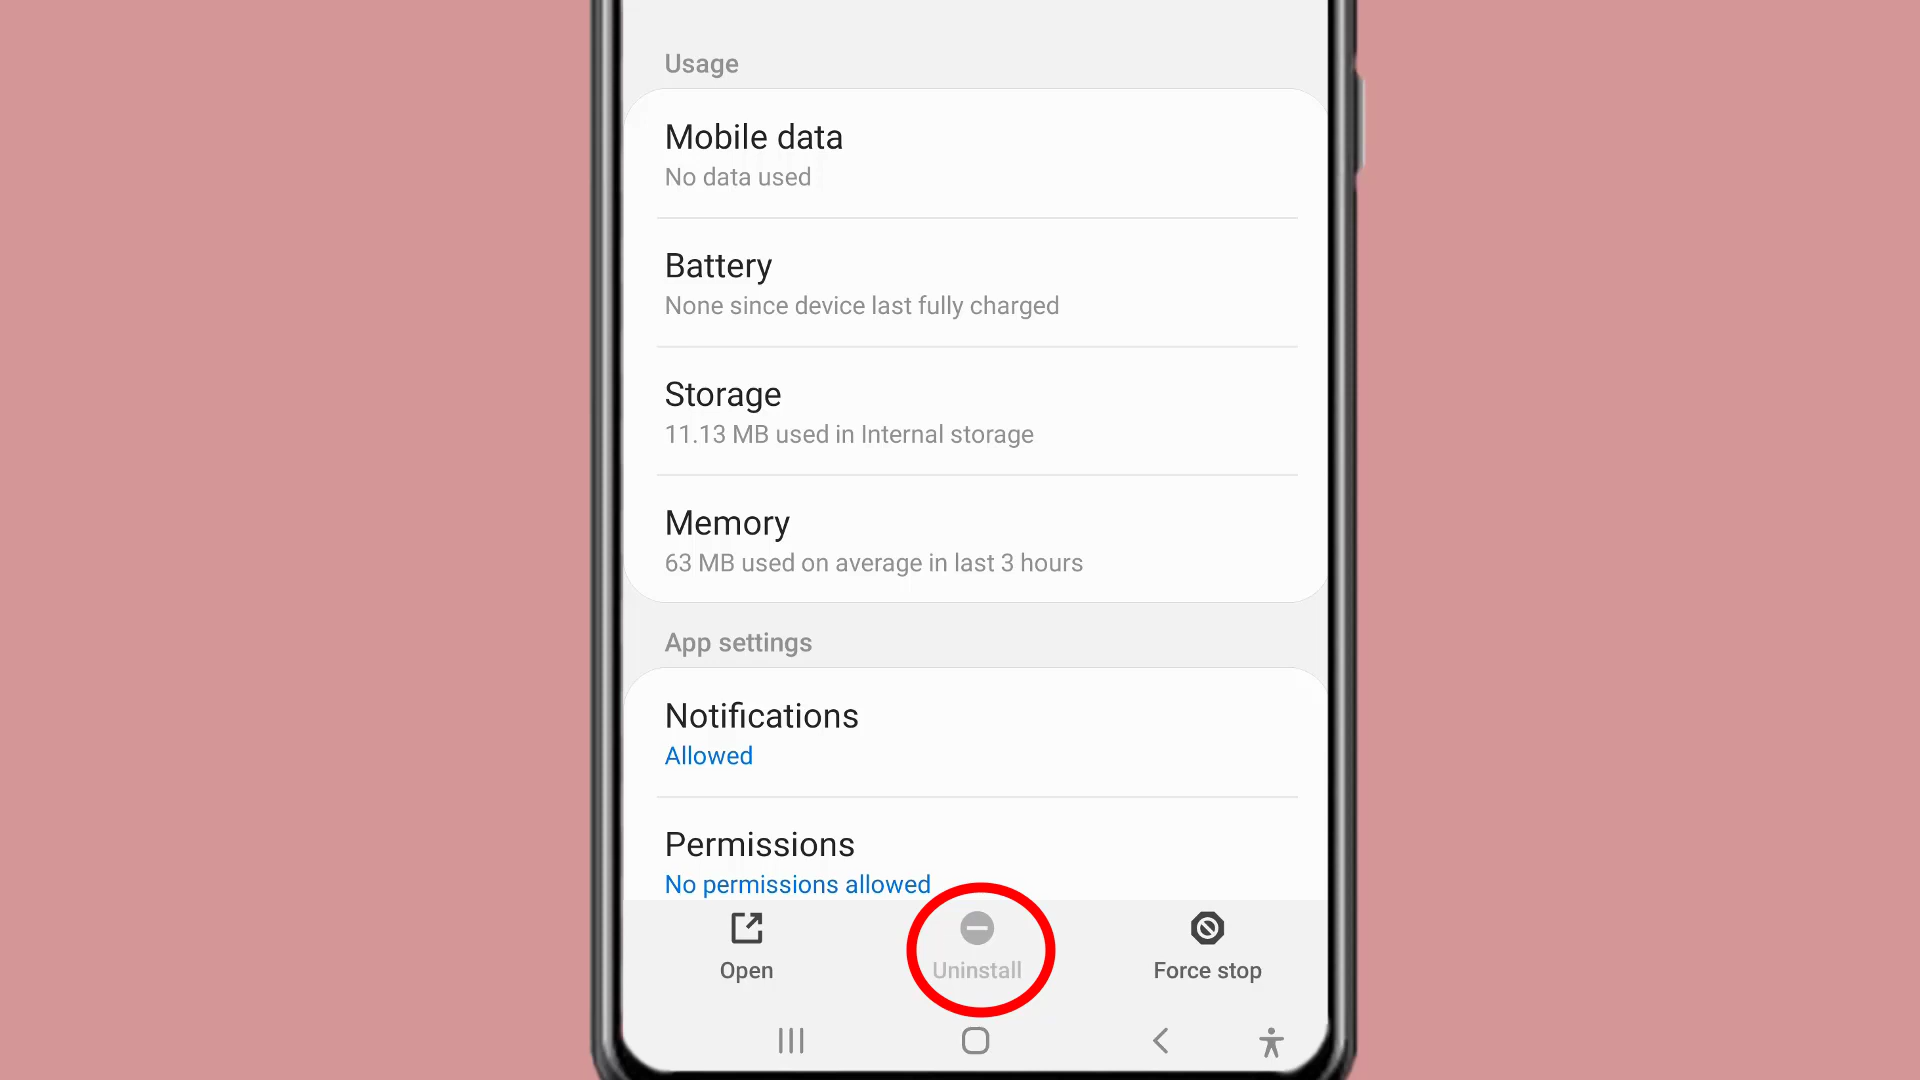 Usage
Mobile data
No data used
Battery
None since device last fully charged
Storage
11.13 MB used in Internal storage
Memory
63 MB used on average in last 3 hours
App settings
Notifications
Allowed
Permissions
No permissions allowed
Open
Uninstall
Force stop